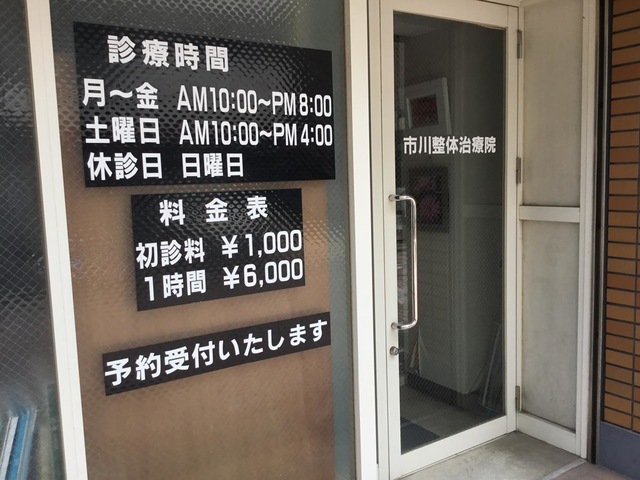 診療時間
月～金 AM10:00～PM8:00
土曜日 AM10:00～PM4:00
休診日 日曜日
料金表
初診料 ￥1,000
1時間 ￥6,000
予約受付いたします
市川整体治療院